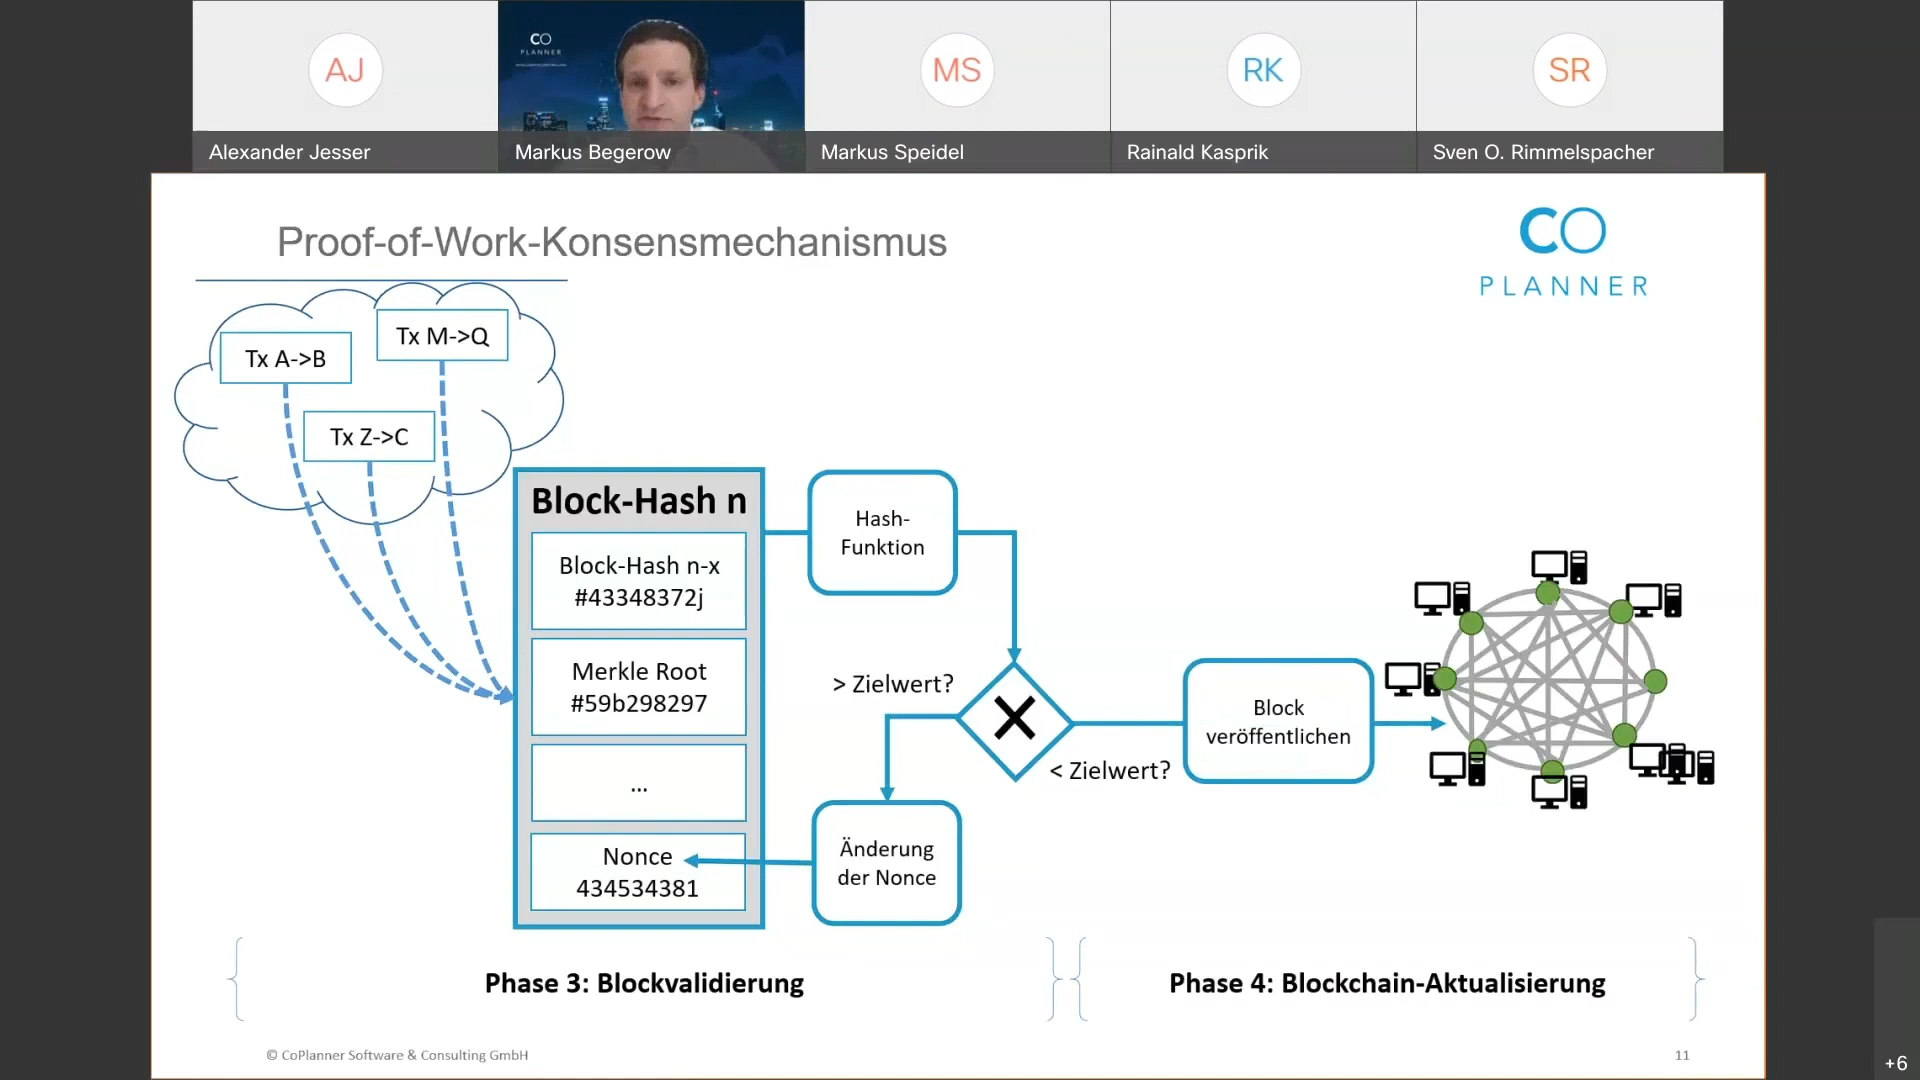 AJ
CO
PLANNER
MS
RK
SR
Alexander Jesser
Markus Begerow
Markus Speidel
Rainald Kasprik
Sven O. Rimmelspacher
Proof-of-Work-Konsensmechanismus
CO
PLANNER
Tx A->B
Tx M->Q
Tx Z->C
Block-Hash n
Block-Hash n-x
#43348372j
Merkle Root
#59b298297
...
Nonce
434534381
Hash-
Funktion
> Zielwert?
< Zielwert?
Änderung
der Nonce
Block
veröffentlichen
Phase 3: Blockvalidierung
Phase 4: Blockchain-Aktualisierung
© CoPlanner Software & Consulting GmbH
11
+6